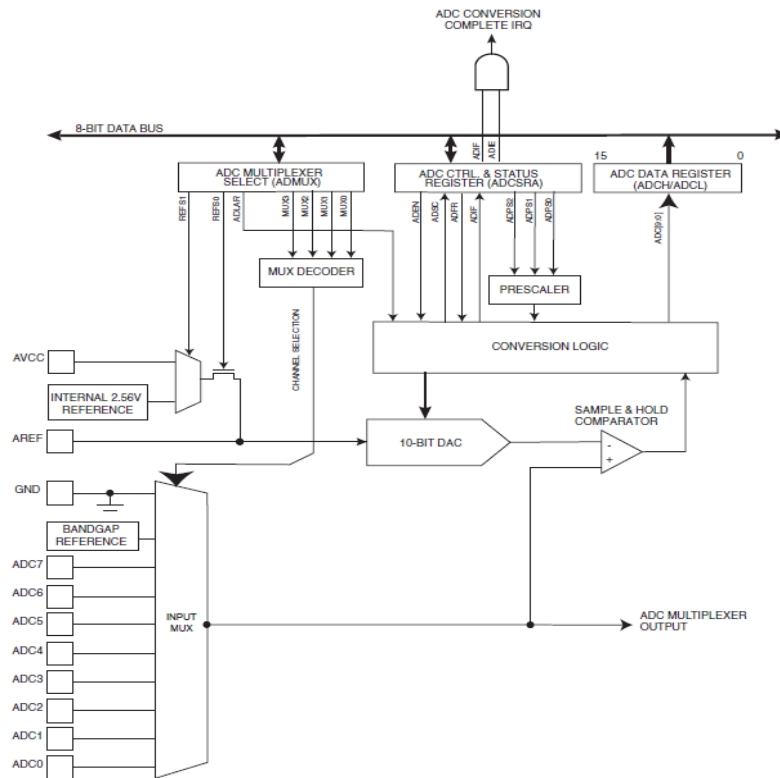 ADC CONVERSION
COMPLETE IRQ
8-BIT DATA BUS
ADIF
ADIE
15
0
ADC MULTIPLEXER
SELECT (ADMUX)
ADC CTRL. & STATUS
REGISTER (ADCSRA)
ADC DATA REGISTER
(ADCH/ADCL)
REFS1
REFS0
ADLAR
MUX3
MUX2
MUX1
MUX0
ADEN
ADSC
ADFR
ADIF
ADPS2
ADPS1
ADPS0
ADC[9:0]
MUX DECODER
PRESCALER
CHANNEL SELECTION
CONVERSION LOGIC
AVCC
INTERNAL 2.56V
REFERENCE
SAMPLE & HOLD
COMPARATOR
AREF
10-BIT DAC
-
+
GND
BANDGAP
REFERENCE
ADC7
ADC6
ADC5
INPUT
MUX
ADC MULTIPLEXER
OUTPUT
ADC4
ADC3
ADC2
ADC1
ADC0